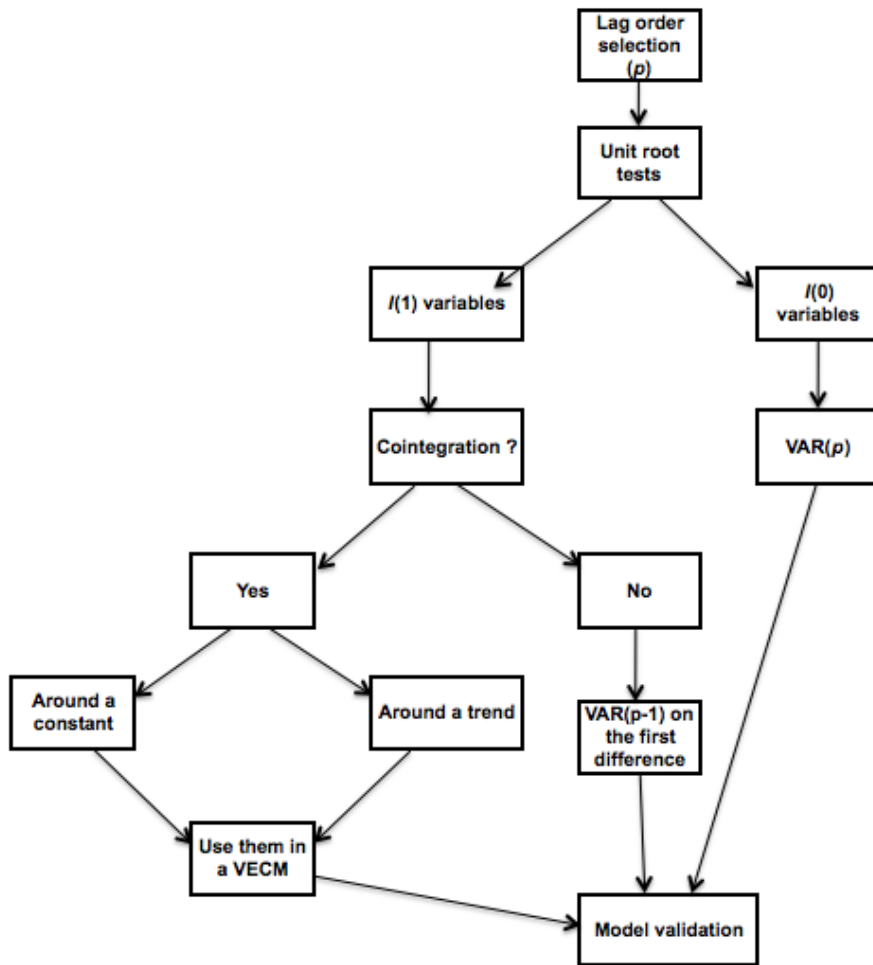 Lag order
selection
(p)
Unit root
tests
I(1) variables
I(0)
variables
Cointegration ?
VAR(p)
Yes
No
Around a
constant
Around a trend
VAR(p-1) on
the first
difference
Use them in
a VECM
Model validation